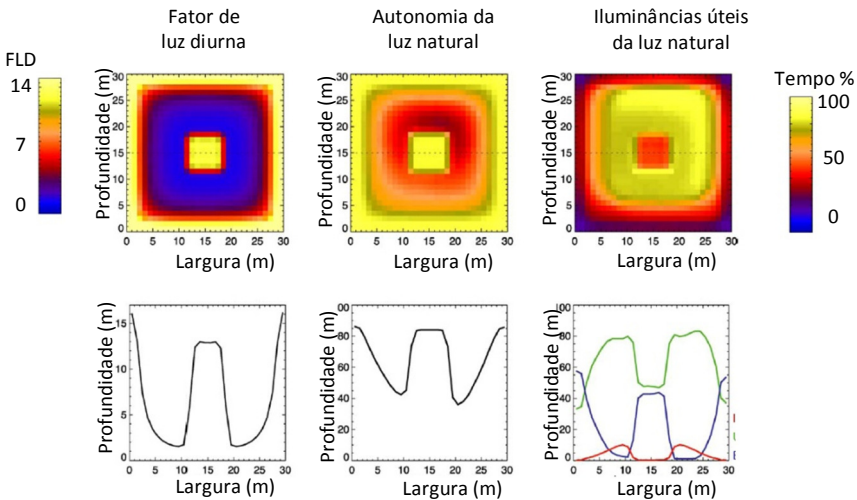 Fator de
luz diurna
Autonomia da
luz natural
Iluminâncias úteis
da luz natural
FLD
14
7
0
Profundidade (m)
30
25
20
15
10
5
0
0 5 10 15 20 25 30
Largura (m)
Profundidade (m)
30
25
20
15
10
5
0
0 5 10 15 20 25 30
Largura (m)
Profundidade (m)
30
25
20
15
10
5
0
0 5 10 15 20 25 30
Largura (m)
Tempo %
100
50
0
Profundidade (m)
15
10
5
0 5 10 15 20 25 30
Largura (m)
Profundidade (m)
00
80
60
40
20
0
0 5 10 15 20 25 30
Largura (m)
Profundidade (m)
00
80
60
40
20
0
0 5 10 15 20 25 30
Largura (m)